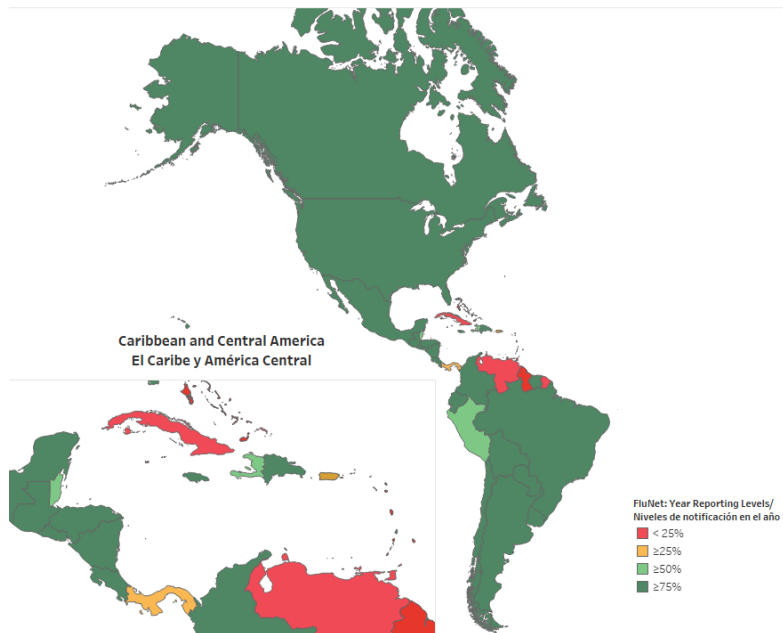 Caribbean and Central America
El Caribe y América Central
FluNet: Year Reporting Levels/
Niveles de notificación en el año
< 25%
≥25%
≥50%
≥75%